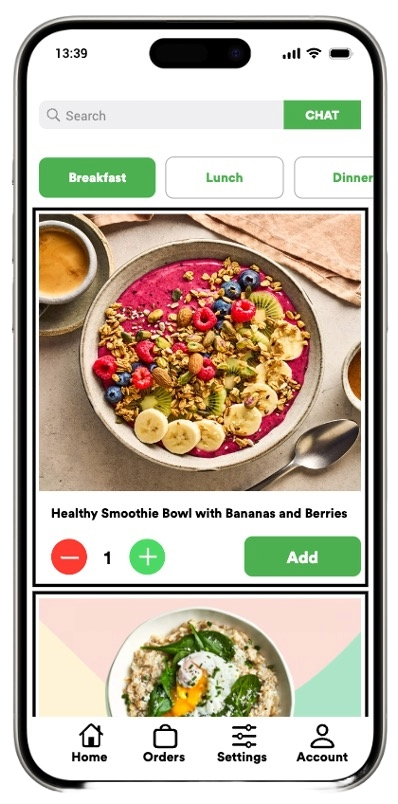 13:39
Search
CHAT
Breakfast
Lunch
Dinner
Healthy Smoothie Bowl with Bananas and Berries
1
Add
Home
Orders
Settings
Account